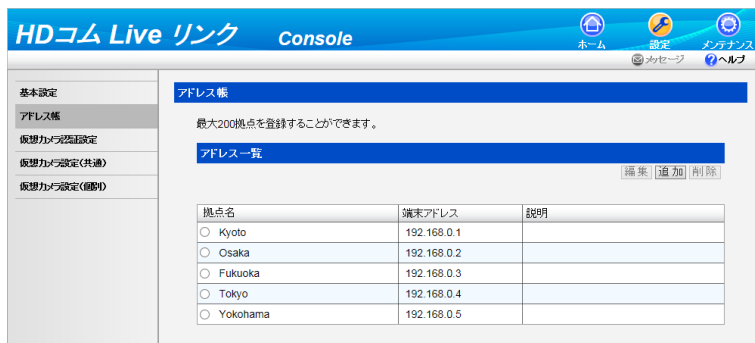 HDコム Live リンク Console
ホーム 設定 メンテナンス
メッセージ ヘルプ
基本設定
アドレス帳
仮想カメラ認証設定
仮想カメラ設定(共通)
仮想カメラ設定(個別)
アドレス帳
最大200拠点を登録することができます。
アドレス一覧
編集 追加 削除
拠点名 端末アドレス 説明
Kyoto 192.168.0.1
Osaka 192.168.0.2
Fukuoka 192.168.0.3
Tokyo 192.168.0.4
Yokohama 192.168.0.5